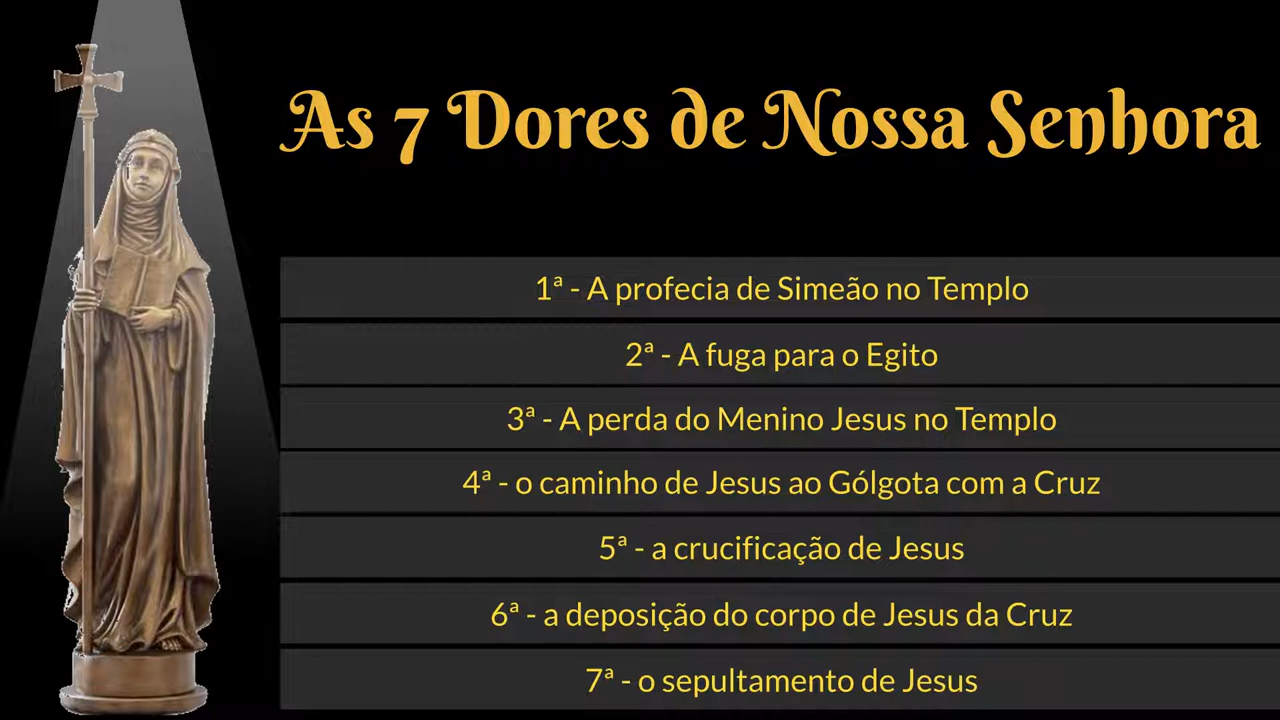 As 7 Dores de Nossa Senhora
1ª - A profecia de Simeão no Templo
2ª - A fuga para o Egito
3ª - A perda do Menino Jesus no Templo
4ª - o caminho de Jesus ao Gólgota com a Cruz
5ª - a crucificação de Jesus
6ª - a deposição do corpo de Jesus da Cruz
7ª - o sepultamento de Jesus